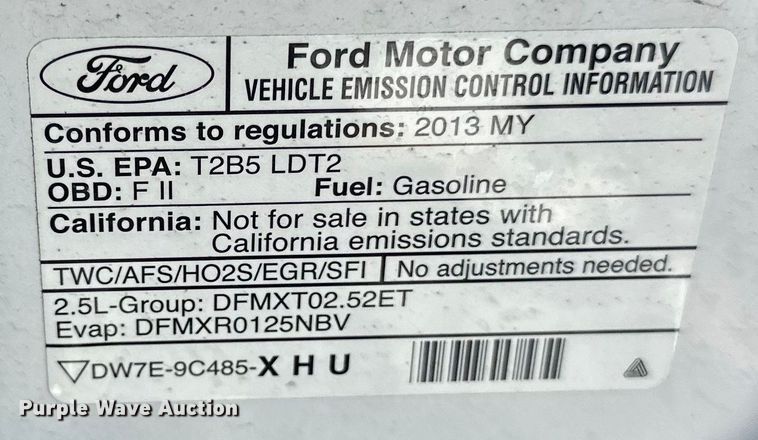 Ford
Ford Motor Company
VEHICLE EMISSION CONTROL INFORMATION
Conforms to regulations: 2013 MY
U.S. EPA: T2B5 LDT2
OBD: F II Fuel: Gasoline
California: Not for sale in states with
California emissions standards.
TWC/AFS/HO2S/EGR/SFI No adjustments needed.
2.5L-Group: DFMXT02.52ET
Evap: DFMXR0125NBV
DW7E-9C485-X H U
Purple Wave Auction